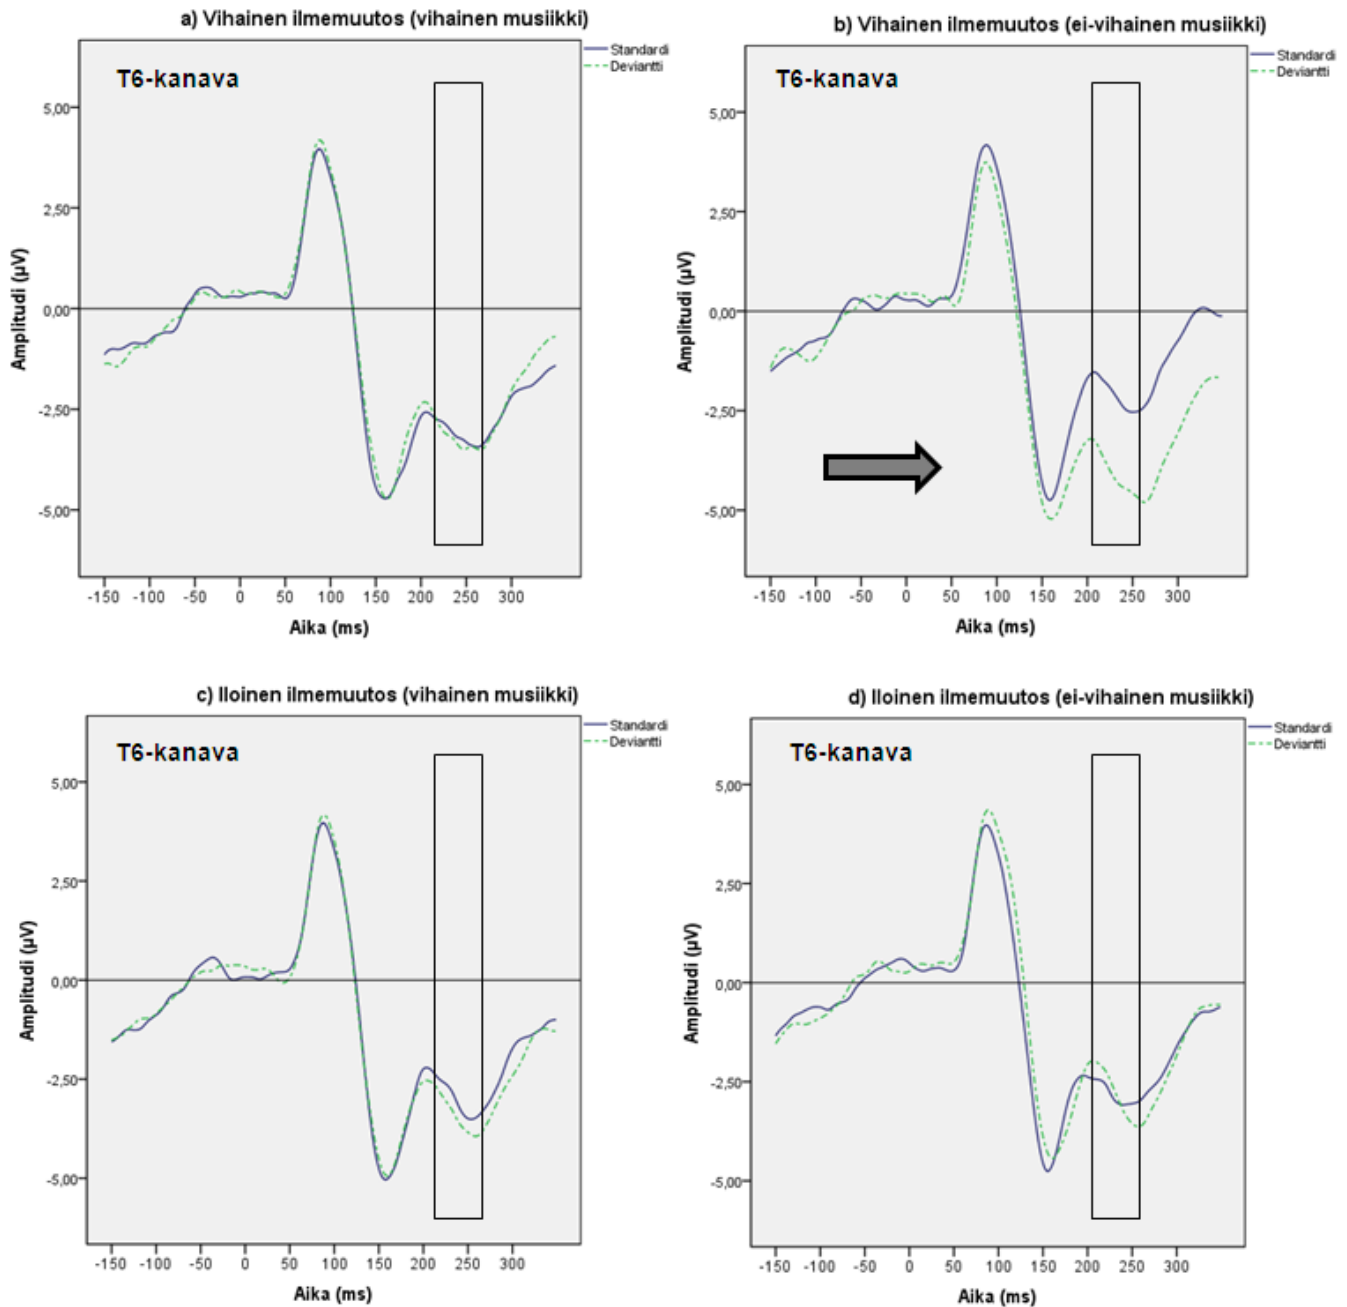 a) Vihainen ilmemuutos (vihainen musiikki)
Standardi
Deviantti
T6-kanava
5,00
2,50
0,00
-2,50
-5,00
Amplitudi (µV)
-150 -100 -50 0 50 100 150 200 250 300
Aika (ms)
b) Vihainen ilmemuutos (ei-vihainen musiikki)
Standardi
Deviantti
T6-kanava
5,00
2,50
0,00
-2,50
-5,00
Amplitudi (µV)
-150 -100 -50 0 50 100 150 200 250 300
Aika (ms)
c) Iloinen ilmemuutos (vihainen musiikki)
Standardi
Deviantti
T6-kanava
5,00
2,50
0,00
-2,50
-5,00
Amplitudi (µV)
-150 -100 -50 0 50 100 150 200 250 300
Aika (ms)
d) Iloinen ilmemuutos (ei-vihainen musiikki)
Standardi
Deviantti
T6-kanava
5,00
2,50
0,00
-2,50
-5,00
Amplitudi (µV)
-150 -100 -50 0 50 100 150 200 250 300
Aika (ms)